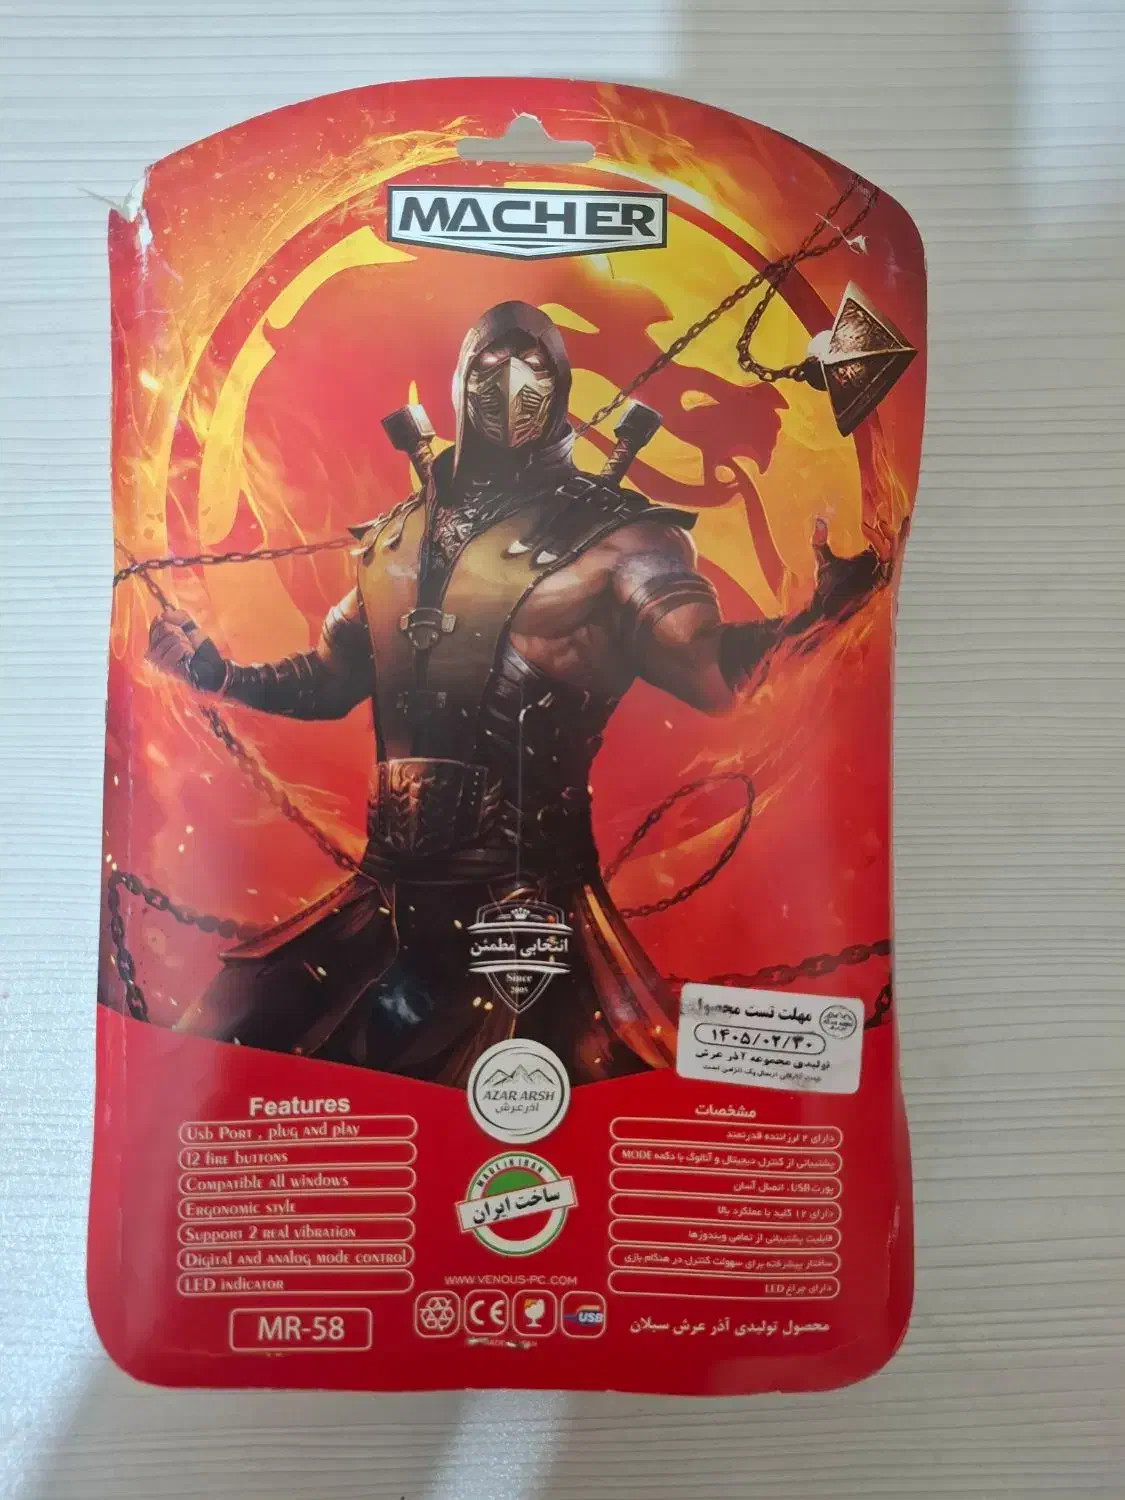 MACHER
انتخابی مطمئن
Since
2005
مهلت تست محصول
۱۴۰۵/۰۲/۳۰
تولیدی مجموعه آذر عرش
AZAR ARSH
آذرعرش
Features
Usb Port , plug and play
12 fire buttons
Compatible all windows
Ergonomic style
Support 2 real vibration
Digital and analog mode control
LED indicator
MR-58
MADE IN IRAN
ساخت ایران
WWW.VENOUS-PC.COM
CE
USB
مشخصات
دارای ۲ لرزاننده قدرتمند
پشتیبانی از کنترل دیجیتال و آنالوگ با دکمه MODE
پورت USB، اتصال آسان
دارای ۱۲ کلید با عملکرد بالا
قابلیت پشتیبانی از تمامی ویندوزها
ساختار پیشرفته برای سهولت کنترل در هنگام بازی
دارای چراغ LED
محصول تولیدی آذر عرش سبلان